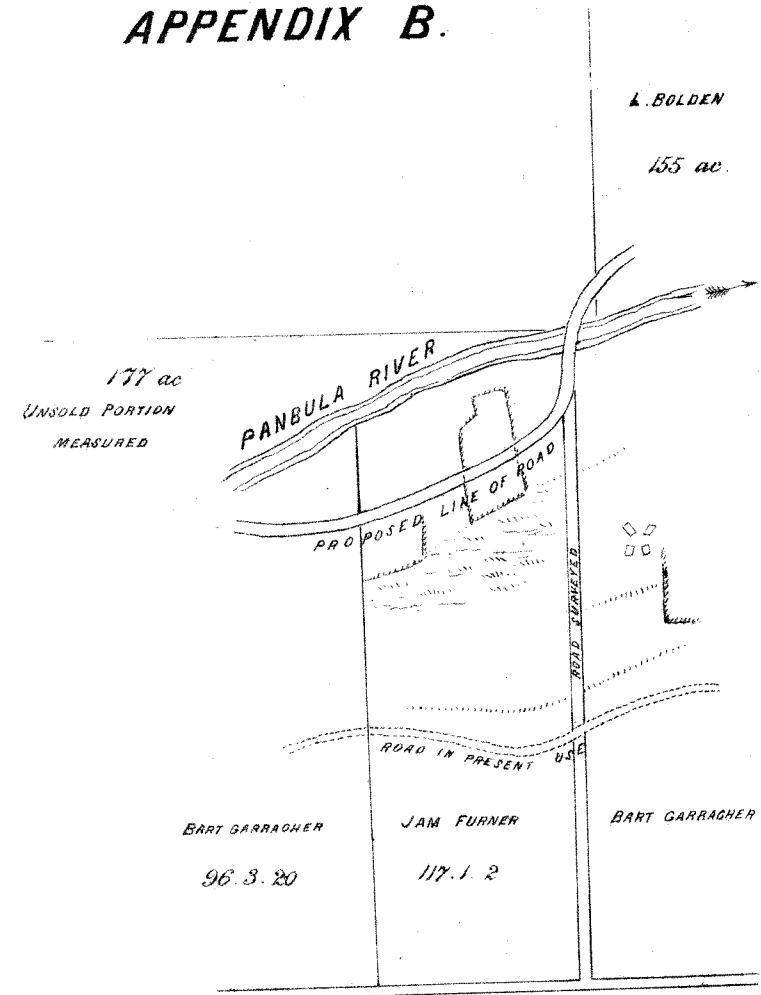 APPENDIX B.
L. BOLDEN
155 ac.
177 ac
UNSOLD PORTION
MEASURED
PANBULA RIVER
PROPOSED LINE OF ROAD
ROAD SURVEYED
ROAD IN PRESENT USE
BART GARRAGHER
96.3.20
JAM FURNER
117.1.2
BART GARRAGHER